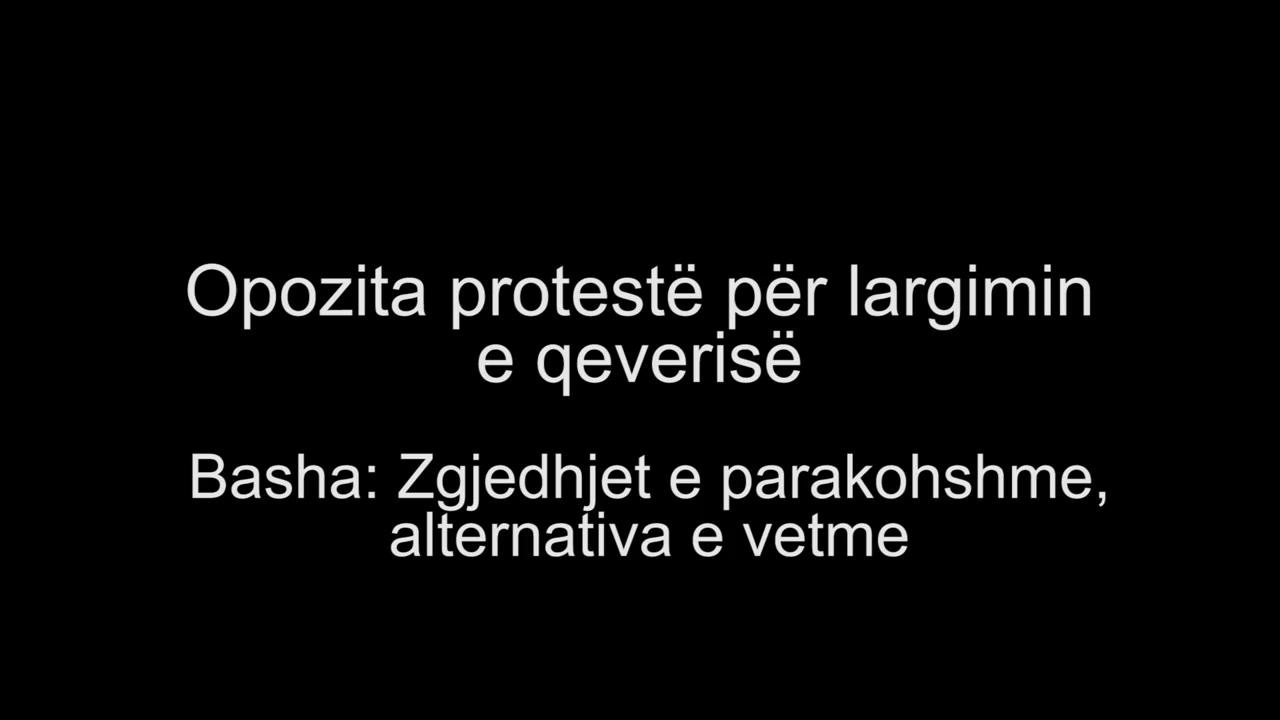 Opozita protestë për largimin
e qeverisë
Basha: Zgjedhjet e parakohshme,
alternativa e vetme